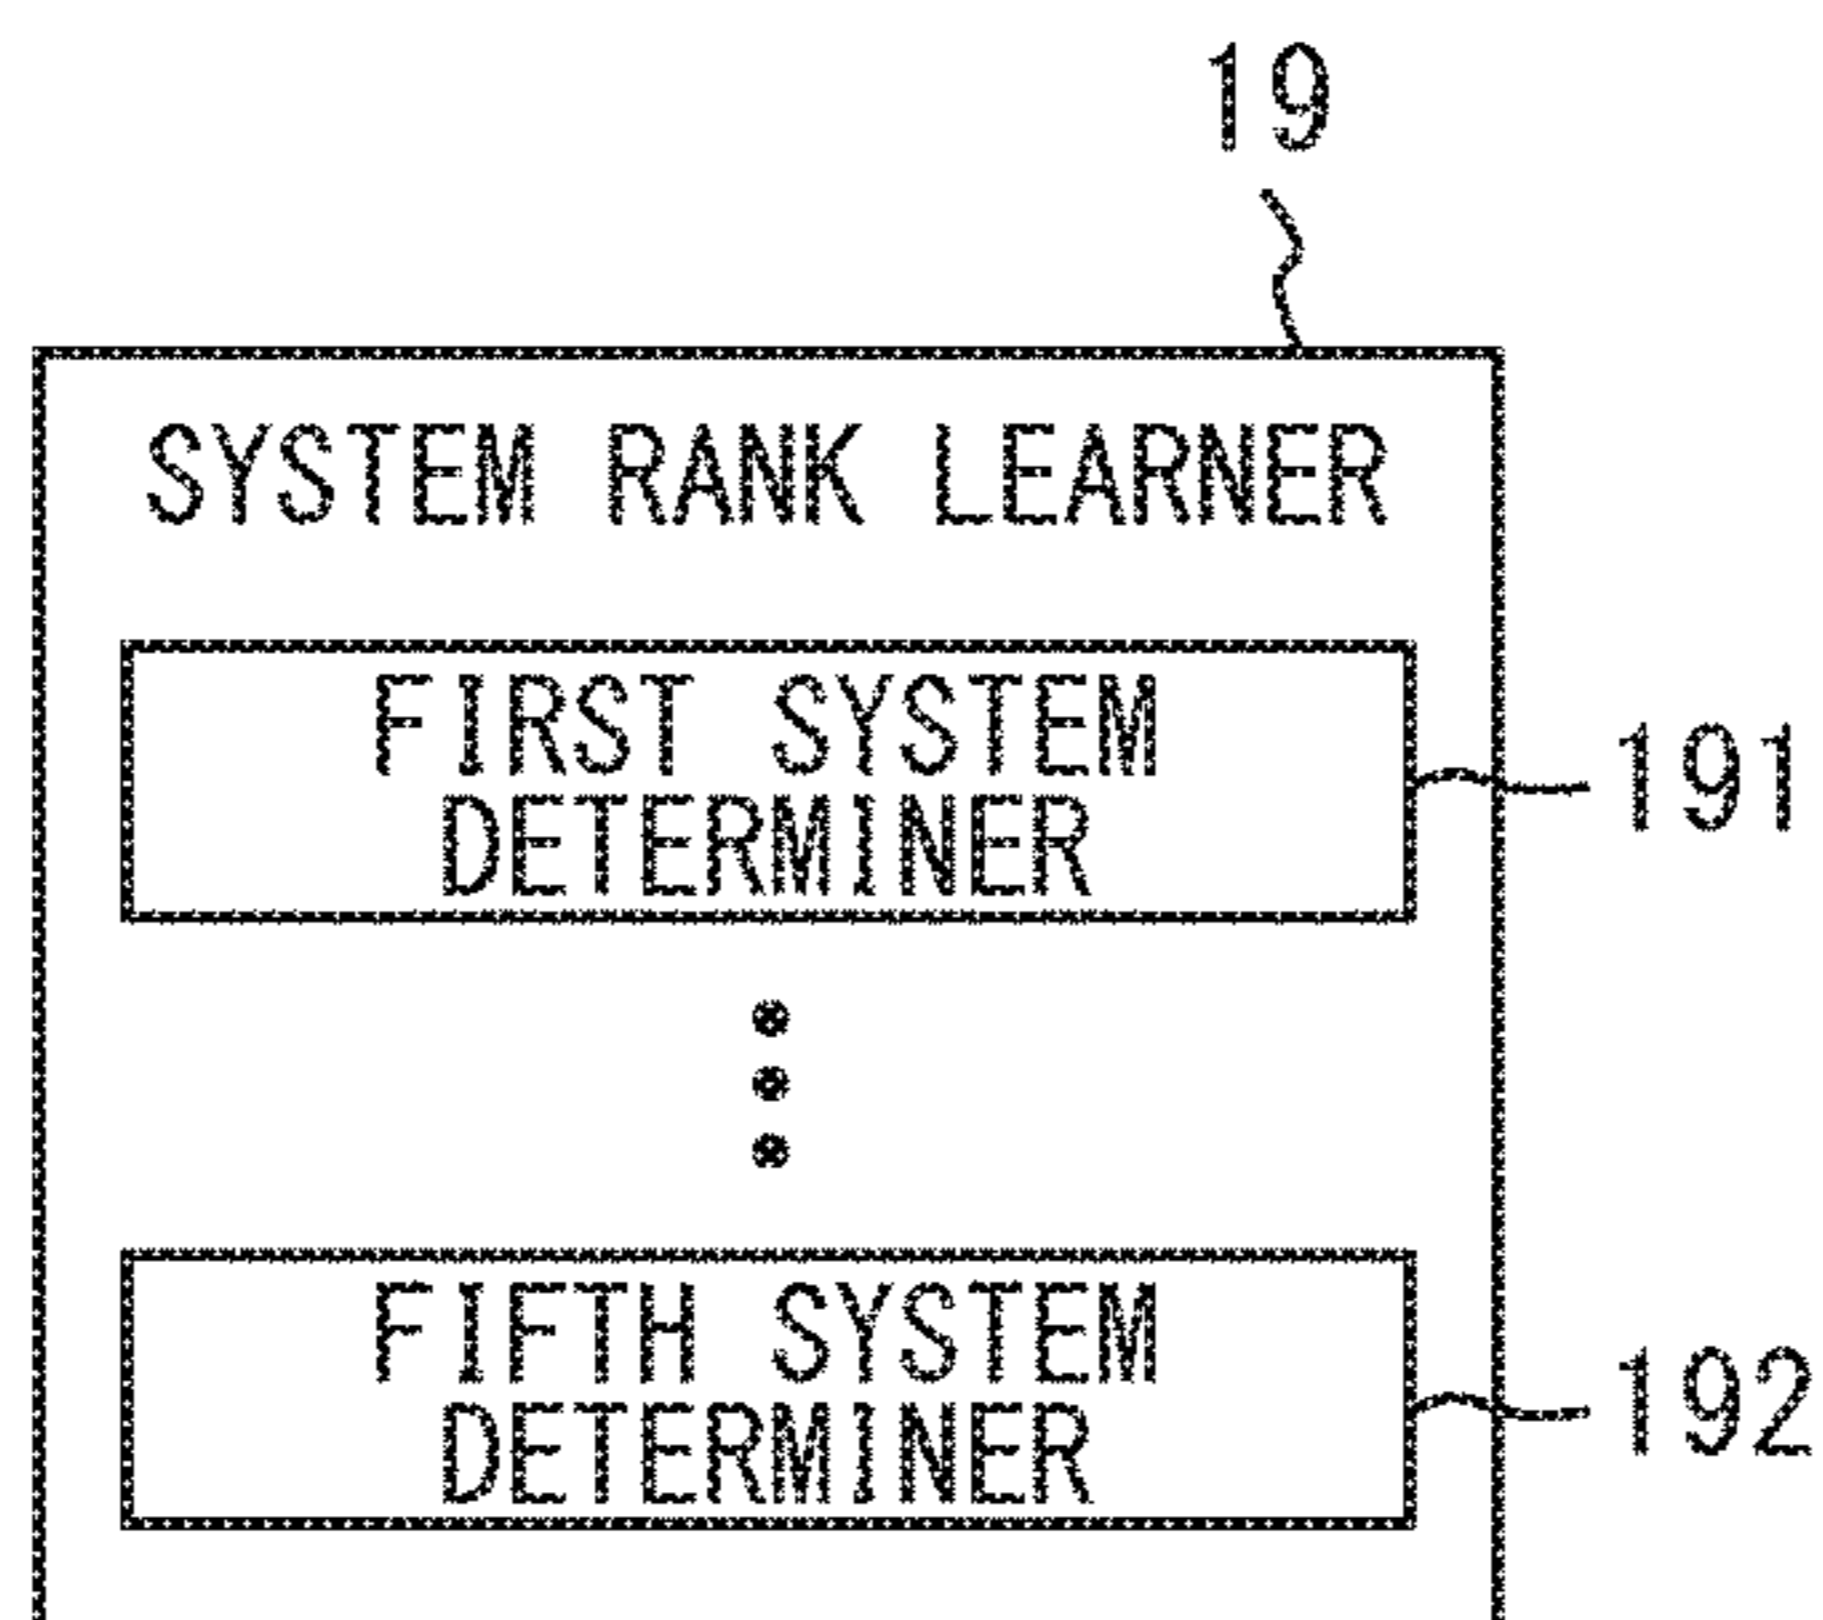 19
SYSTEM RANK LEARNER
FIRST SYSTEM
DETERMINER
191
FIFTH SYSTEM
DETERMINER
192